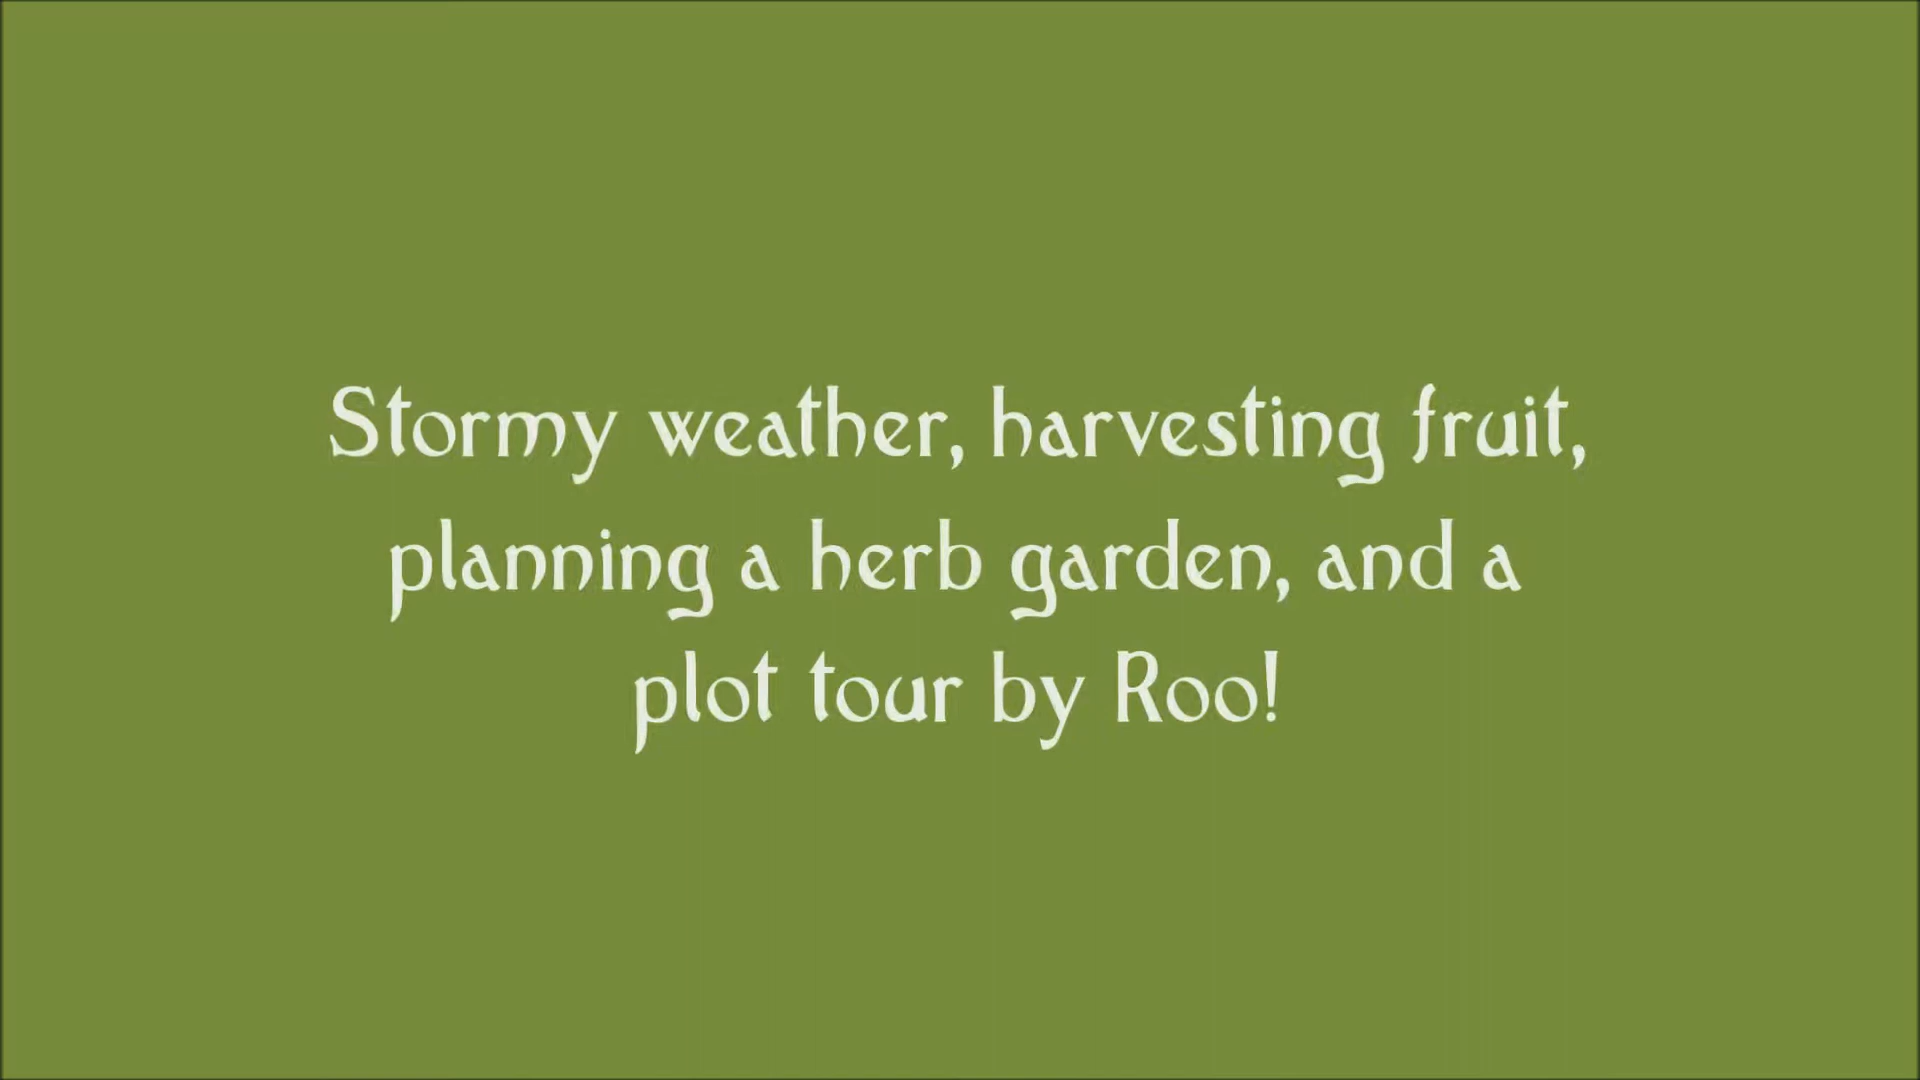 Stormy weather, harvesting fruit,
planning a herb garden, and a
plot tour by Roo!